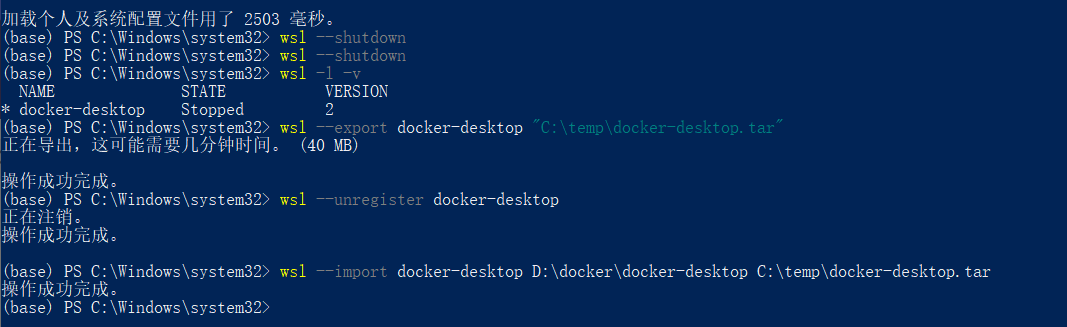 加载个人及系统配置文件用了 2503 毫秒。
(base) PS C:\Windows\system32> wsl --shutdown
(base) PS C:\Windows\system32> wsl --shutdown
(base) PS C:\Windows\system32> wsl -l -v
  NAME              STATE           VERSION
* docker-desktop    Stopped         2
(base) PS C:\Windows\system32> wsl --export docker-desktop "C:\temp\docker-desktop.tar"
正在导出，这可能需要几分钟时间。 (40 MB)
操作成功完成。
(base) PS C:\Windows\system32> wsl --unregister docker-desktop
正在注销。
操作成功完成。
(base) PS C:\Windows\system32> wsl --import docker-desktop D:\docker\docker-desktop C:\temp\docker-desktop.tar
操作成功完成。
(base) PS C:\Windows\system32>